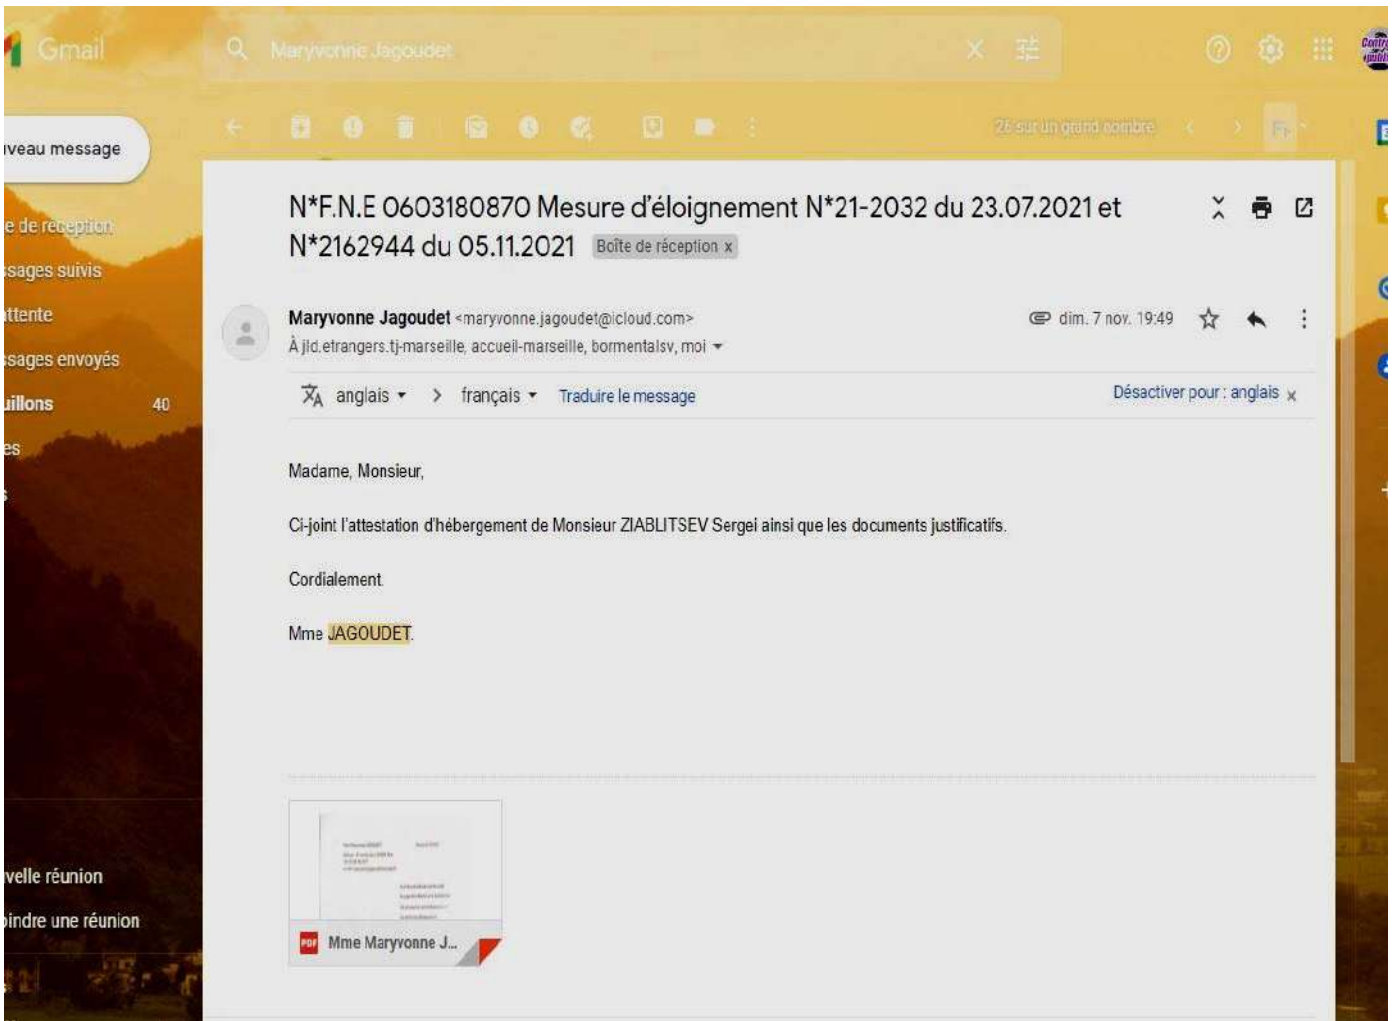 Gmail
Maryvonne Jagoudet
veau message
26 sur un grand nombre
Fr
N*F.N.E 0603180870 Mesure d'éloignement N*21-2032 du 23.07.2021 et
N*2162944 du 05.11.2021 Boîte de réception x
e de reception
ssages suivis
ttente
ssages envoyés
uillons 40
es
s
Maryvonne Jagoudet <maryvonne.jagoudet@icloud.com>
dim. 7 nov. 19:49
À jld.etrangers.tj-marseille, accueil-marseille, bormentalsv, moi
anglais > français Traduire le message
Désactiver pour : anglais x
Madame, Monsieur,
Ci-joint l'attestation d'hébergement de Monsieur ZIABLITSEV Sergei ainsi que les documents justificatifs.
Cordialement.
Mme JAGOUDET.
velle réunion
oindre une réunion
PDF Mme Maryvonne J...